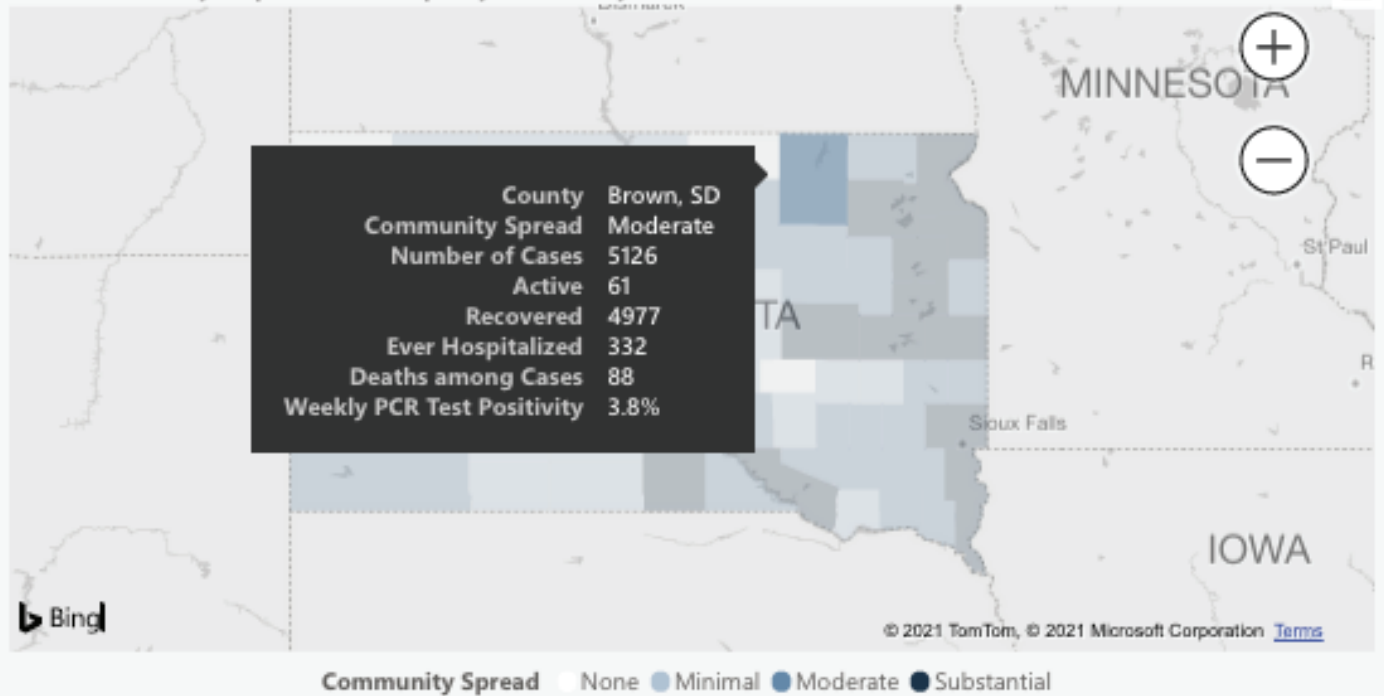 Bismarck
MINNESOTA
County Brown, SD
Community Spread Moderate
Number of Cases 5126
Active 61
Recovered 4977
Ever Hospitalized 332
Deaths among Cases 88
Weekly PCR Test Positivity 3.8%
St Paul
TA
R
Sioux Falls
IOWA
Bing
© 2021 TomTom, © 2021 Microsoft Corporation Terms
Community Spread None Minimal Moderate Substantial